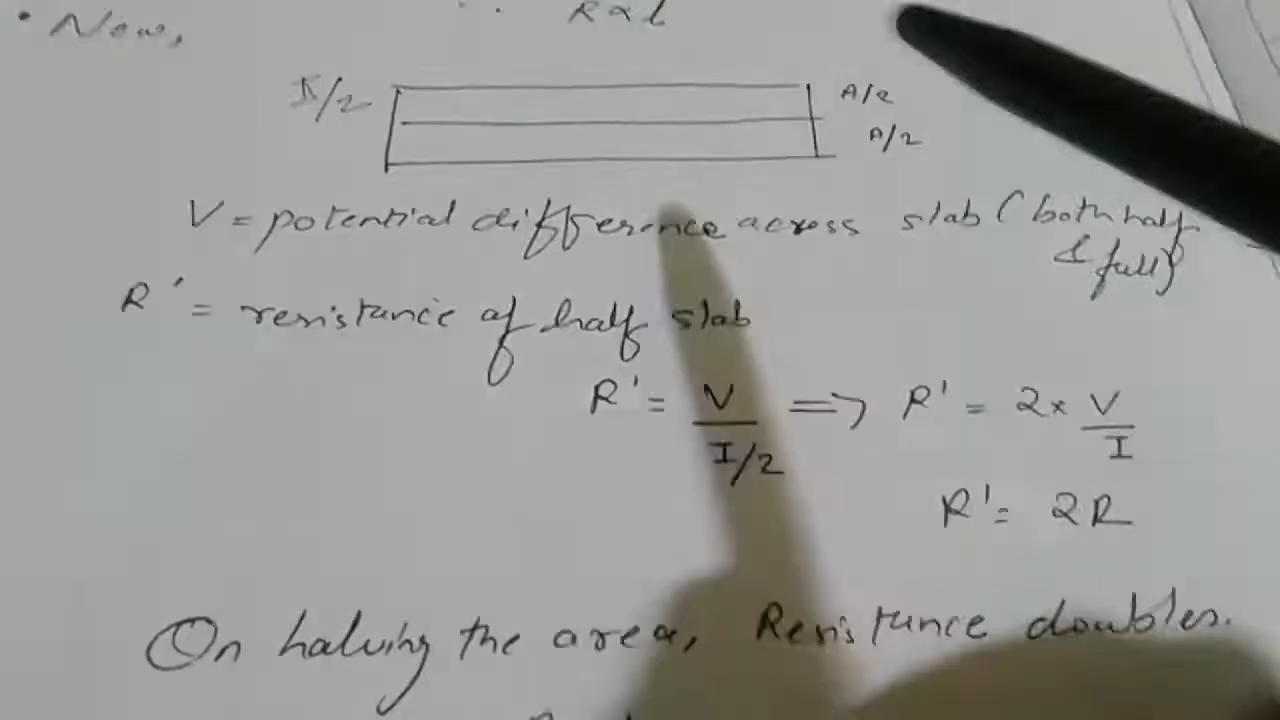 • Now,
∴ R ∝ l
I/2
A/2
A/2
V = potential difference across slab (both half
& full)
R' = resistance of half slab
R' = V / I/2 => R' = 2 x V / I
R' = 2R
On halving the area, Resistance doubles.